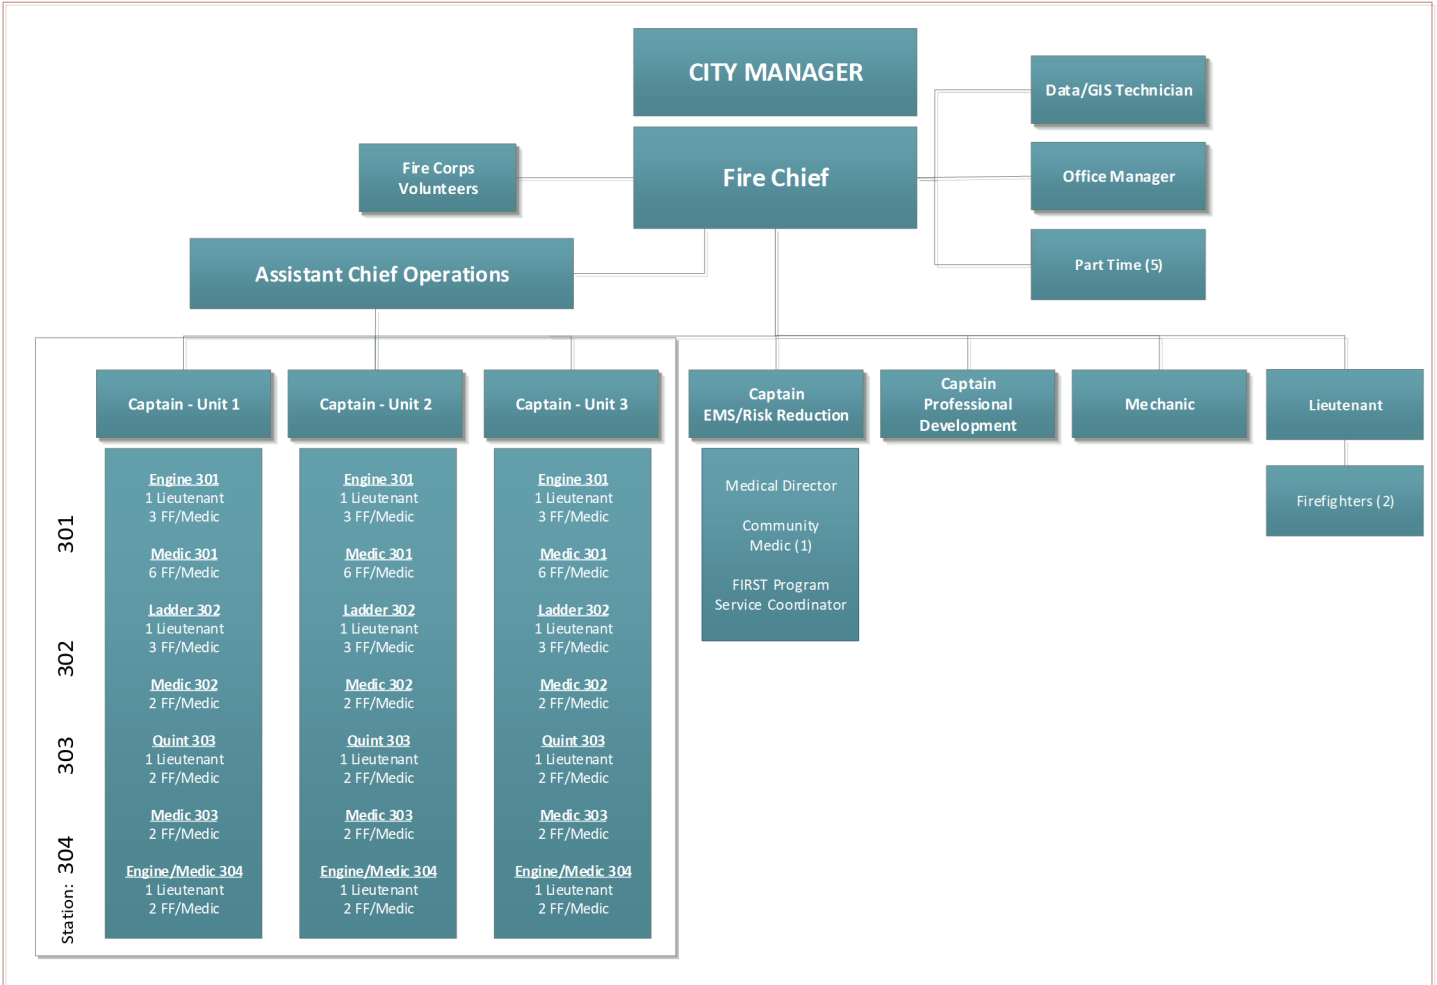 CITY MANAGER
Data/GIS Technician
Fire Corps
Volunteers
Fire Chief
Office Manager
Part Time (5)
Assistant Chief Operations
Captain - Unit 1
Captain - Unit 2
Captain - Unit 3
Captain
EMS/Risk Reduction
Captain
Professional
Development
Mechanic
Lieutenant
301
302
303
Station: 304
Engine 301
1 Lieutenant
3 FF/Medic
Medic 301
6 FF/Medic
Ladder 302
1 Lieutenant
3 FF/Medic
Medic 302
2 FF/Medic
Quint 303
1 Lieutenant
2 FF/Medic
Medic 303
2 FF/Medic
Engine/Medic 304
1 Lieutenant
2 FF/Medic
Engine 301
1 Lieutenant
3 FF/Medic
Medic 301
6 FF/Medic
Ladder 302
1 Lieutenant
3 FF/Medic
Medic 302
2 FF/Medic
Quint 303
1 Lieutenant
2 FF/Medic
Medic 303
2 FF/Medic
Engine/Medic 304
1 Lieutenant
2 FF/Medic
Engine 301
1 Lieutenant
3 FF/Medic
Medic 301
6 FF/Medic
Ladder 302
1 Lieutenant
3 FF/Medic
Medic 302
2 FF/Medic
Quint 303
1 Lieutenant
2 FF/Medic
Medic 303
2 FF/Medic
Engine/Medic 304
1 Lieutenant
2 FF/Medic
Medical Director
Community
Medic (1)
FIRST Program
Service Coordinator
Firefighters (2)